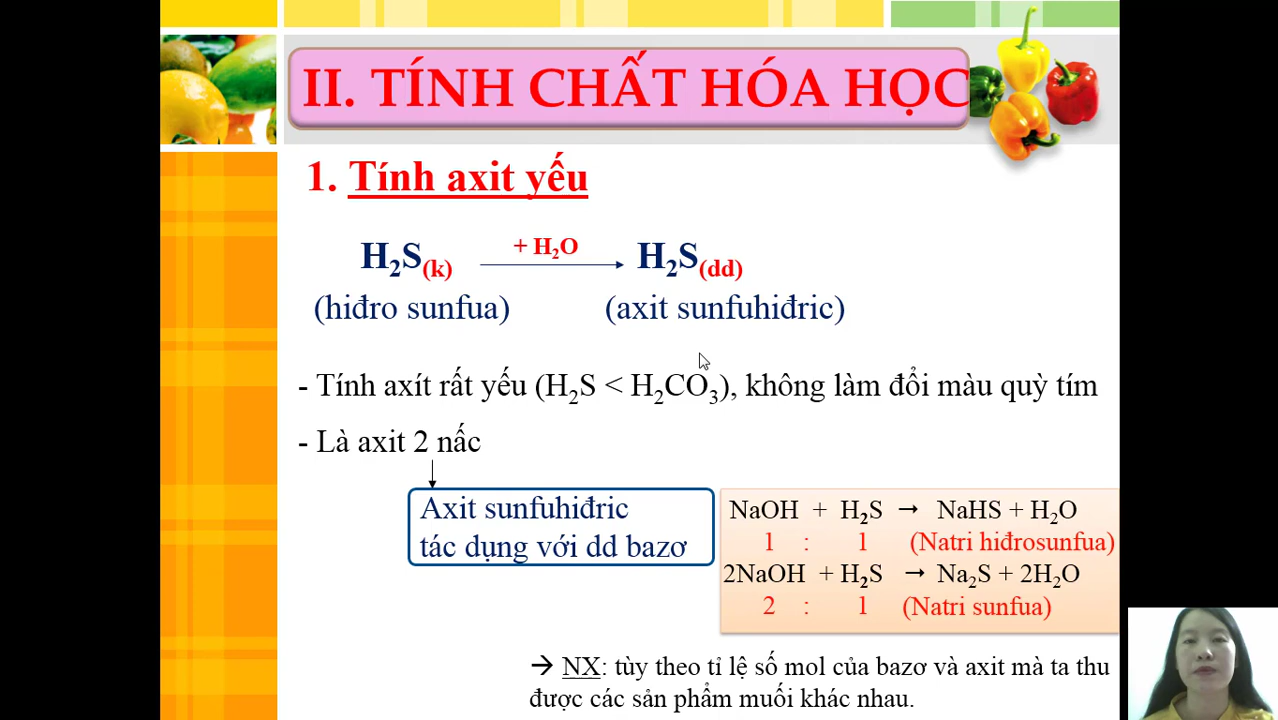 II. TÍNH CHẤT HÓA HỌC
1. Tính axit yếu
H₂S(k) + H₂O → H₂S(dd)
(hiđro sunfua) (axit sunfuhiđric)
- Tính axít rất yếu (H₂S < H₂CO₃), không làm đổi màu quỳ tím
- Là axit 2 nấc
Axit sunfuhiđric
tác dụng với dd bazơ
NaOH + H₂S → NaHS + H₂O
1 : 1 (Natri hiđrosunfua)
2NaOH + H₂S → Na₂S + 2H₂O
2 : 1 (Natri sunfua)
→ NX: tùy theo tỉ lệ số mol của bazơ và axit mà ta thu
được các sản phẩm muối khác nhau.